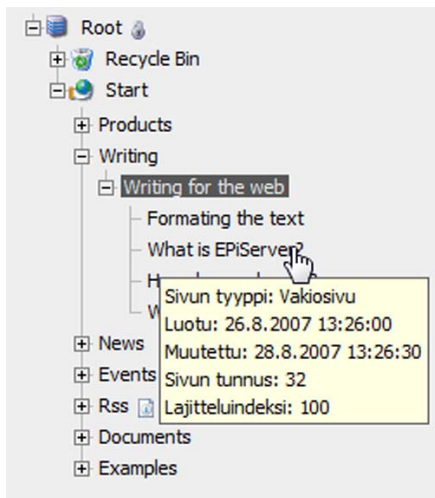 Root
Recycle Bin
Start
Products
Writing
Writing for the web
Formating the text
What is EPiServer?
Sivun tyyppi: Vakiosivu
Luotu: 26.8.2007 13:26:00
Muutettu: 28.8.2007 13:26:30
Sivun tunnus: 32
Lajitteluindeksi: 100
News
Events
Rss
Documents
Examples